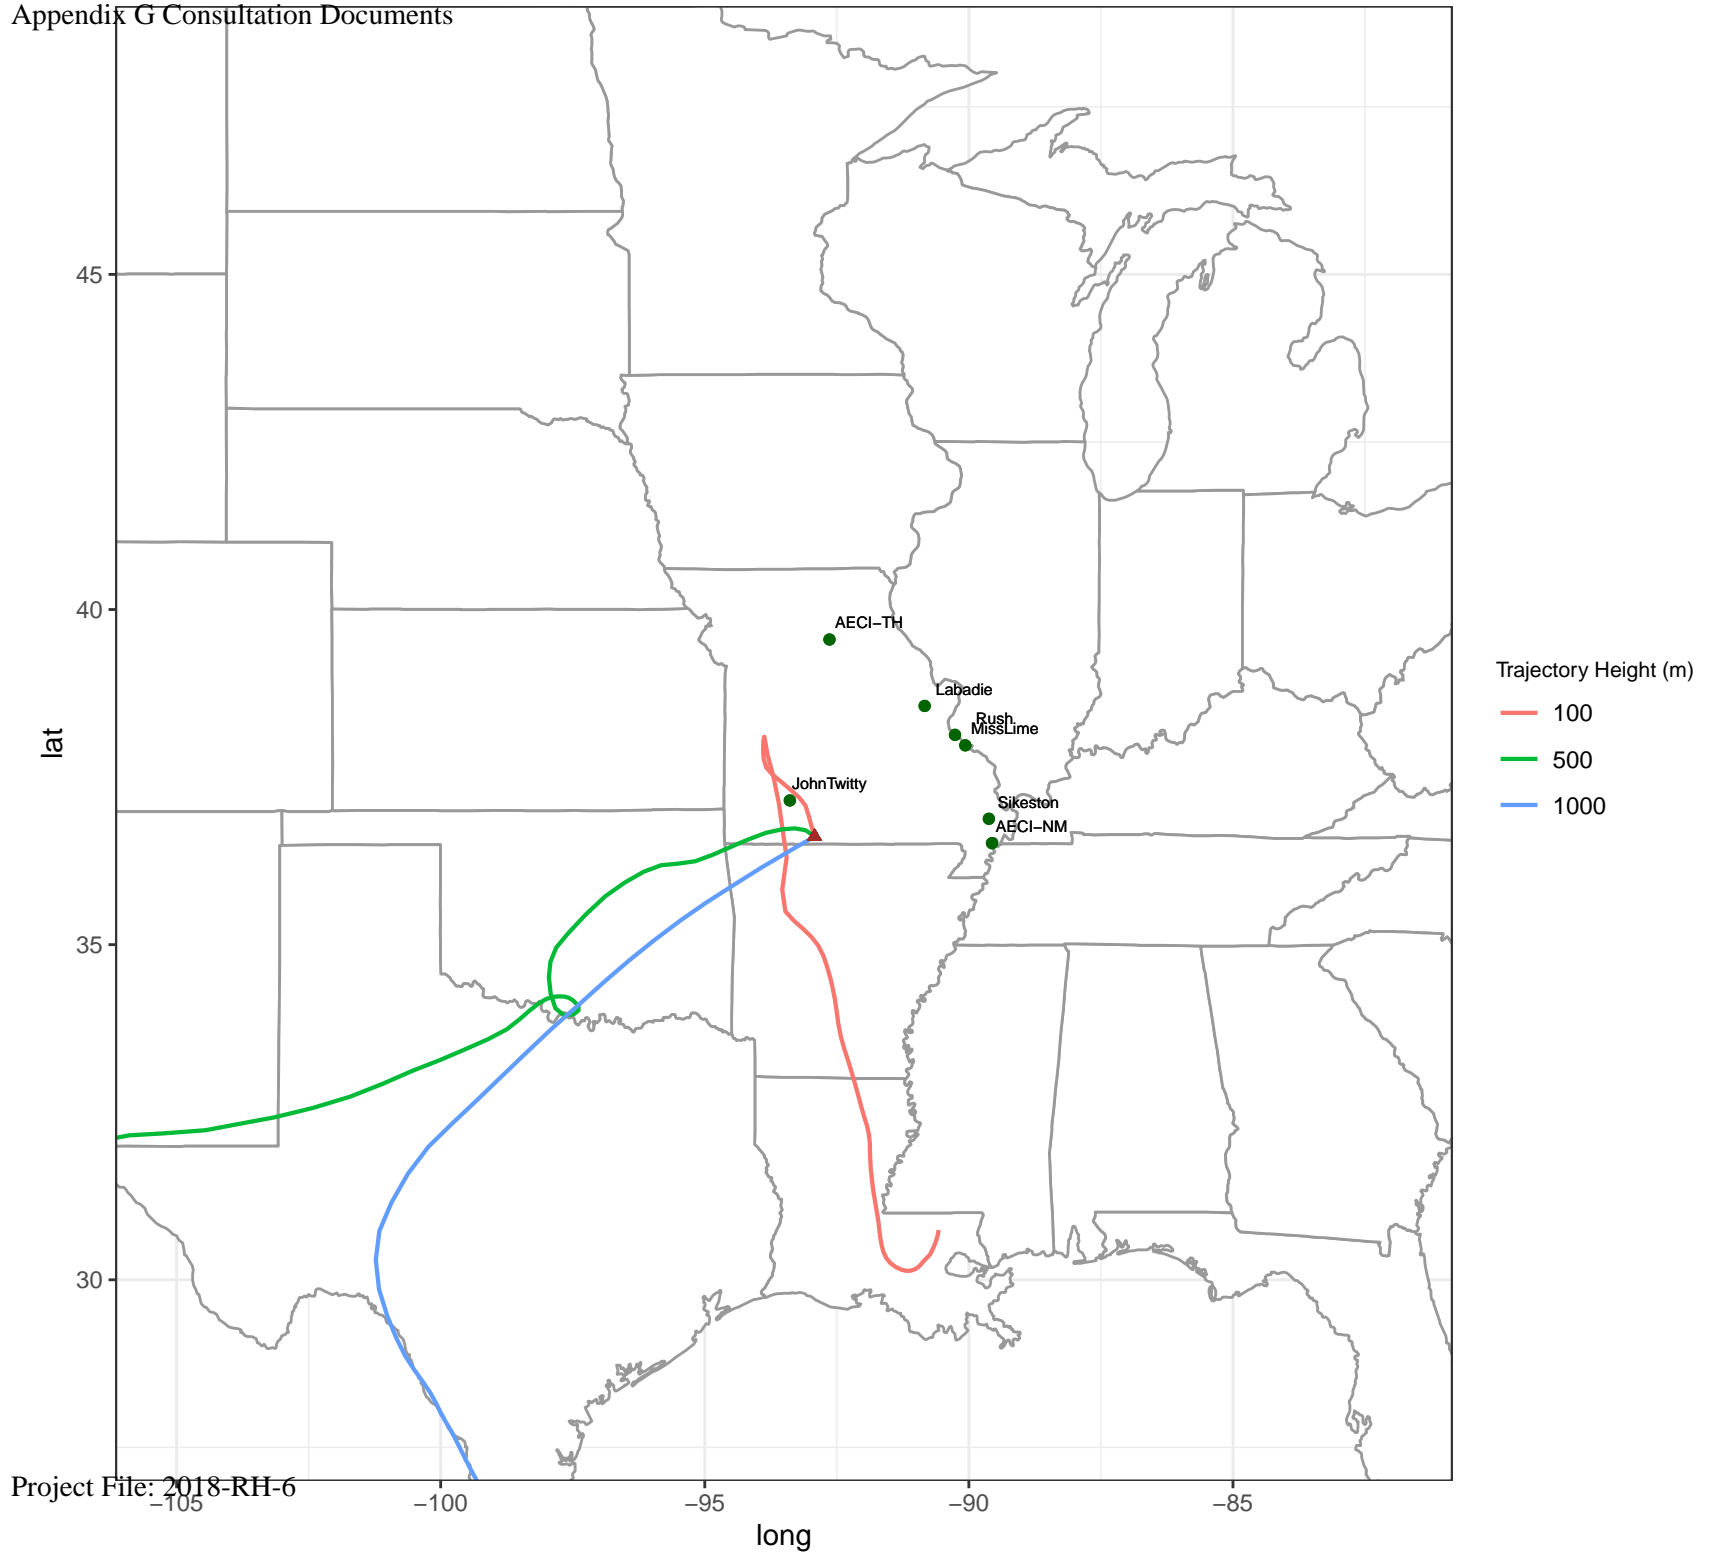 Appendix G Consultation Documents
45
40
35
30
lat
AECI−TH
Labadie
Rush
MissLime
JohnTwitty
Sikeston
AECI−NM
Trajectory Height (m)
100
500
1000
Project File: 2018-RH-6
−105
−100
−95
−90
−85
long